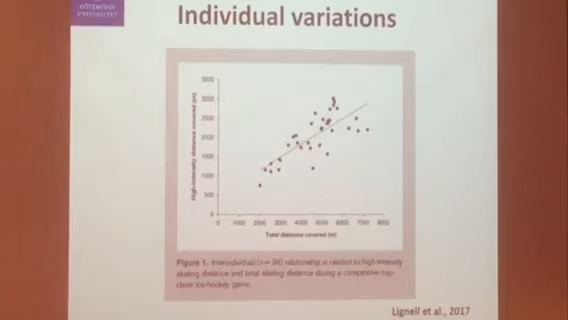 GÖTEBORGS
UNIVERSITET
Individual variations
High-intensity distance covered (m)
3500
3000
2500
2000
1500
1000
500
0
0 1000 2000 3000 4000 5000 6000 7000 8000
Total distance covered (m)
Figure 1. Interindividual (n = 36) relationship in relation to high-intensity
skating distance and total skating distance during a competitive top-
class ice-hockey game.
Lignell et al., 2017